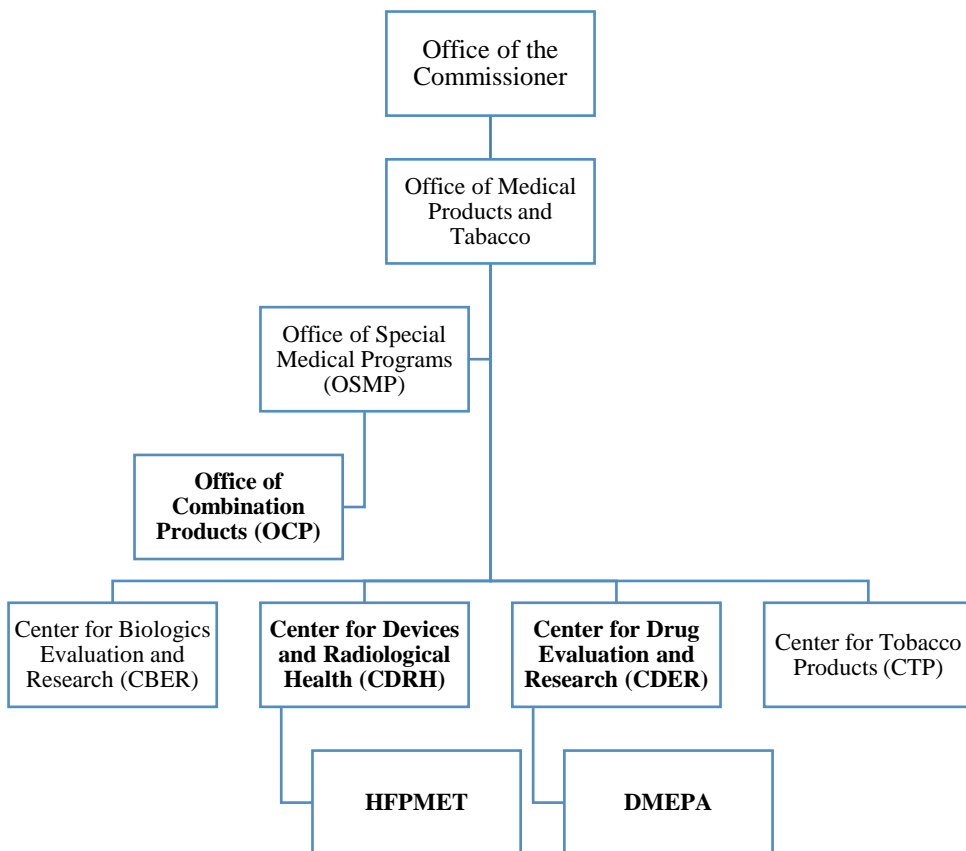 Office of the
Commissioner
Office of Medical
Products and
Tabacco
Office of Special
Medical Programs
(OSMP)
Office of
Combination
Products (OCP)
Center for Biologics
Evaluation and
Research (CBER)
Center for Devices
and Radiological
Health (CDRH)
Center for Drug
Evaluation and
Research (CDER)
Center for Tobacco
Products (CTP)
HFPMET
DMEPA